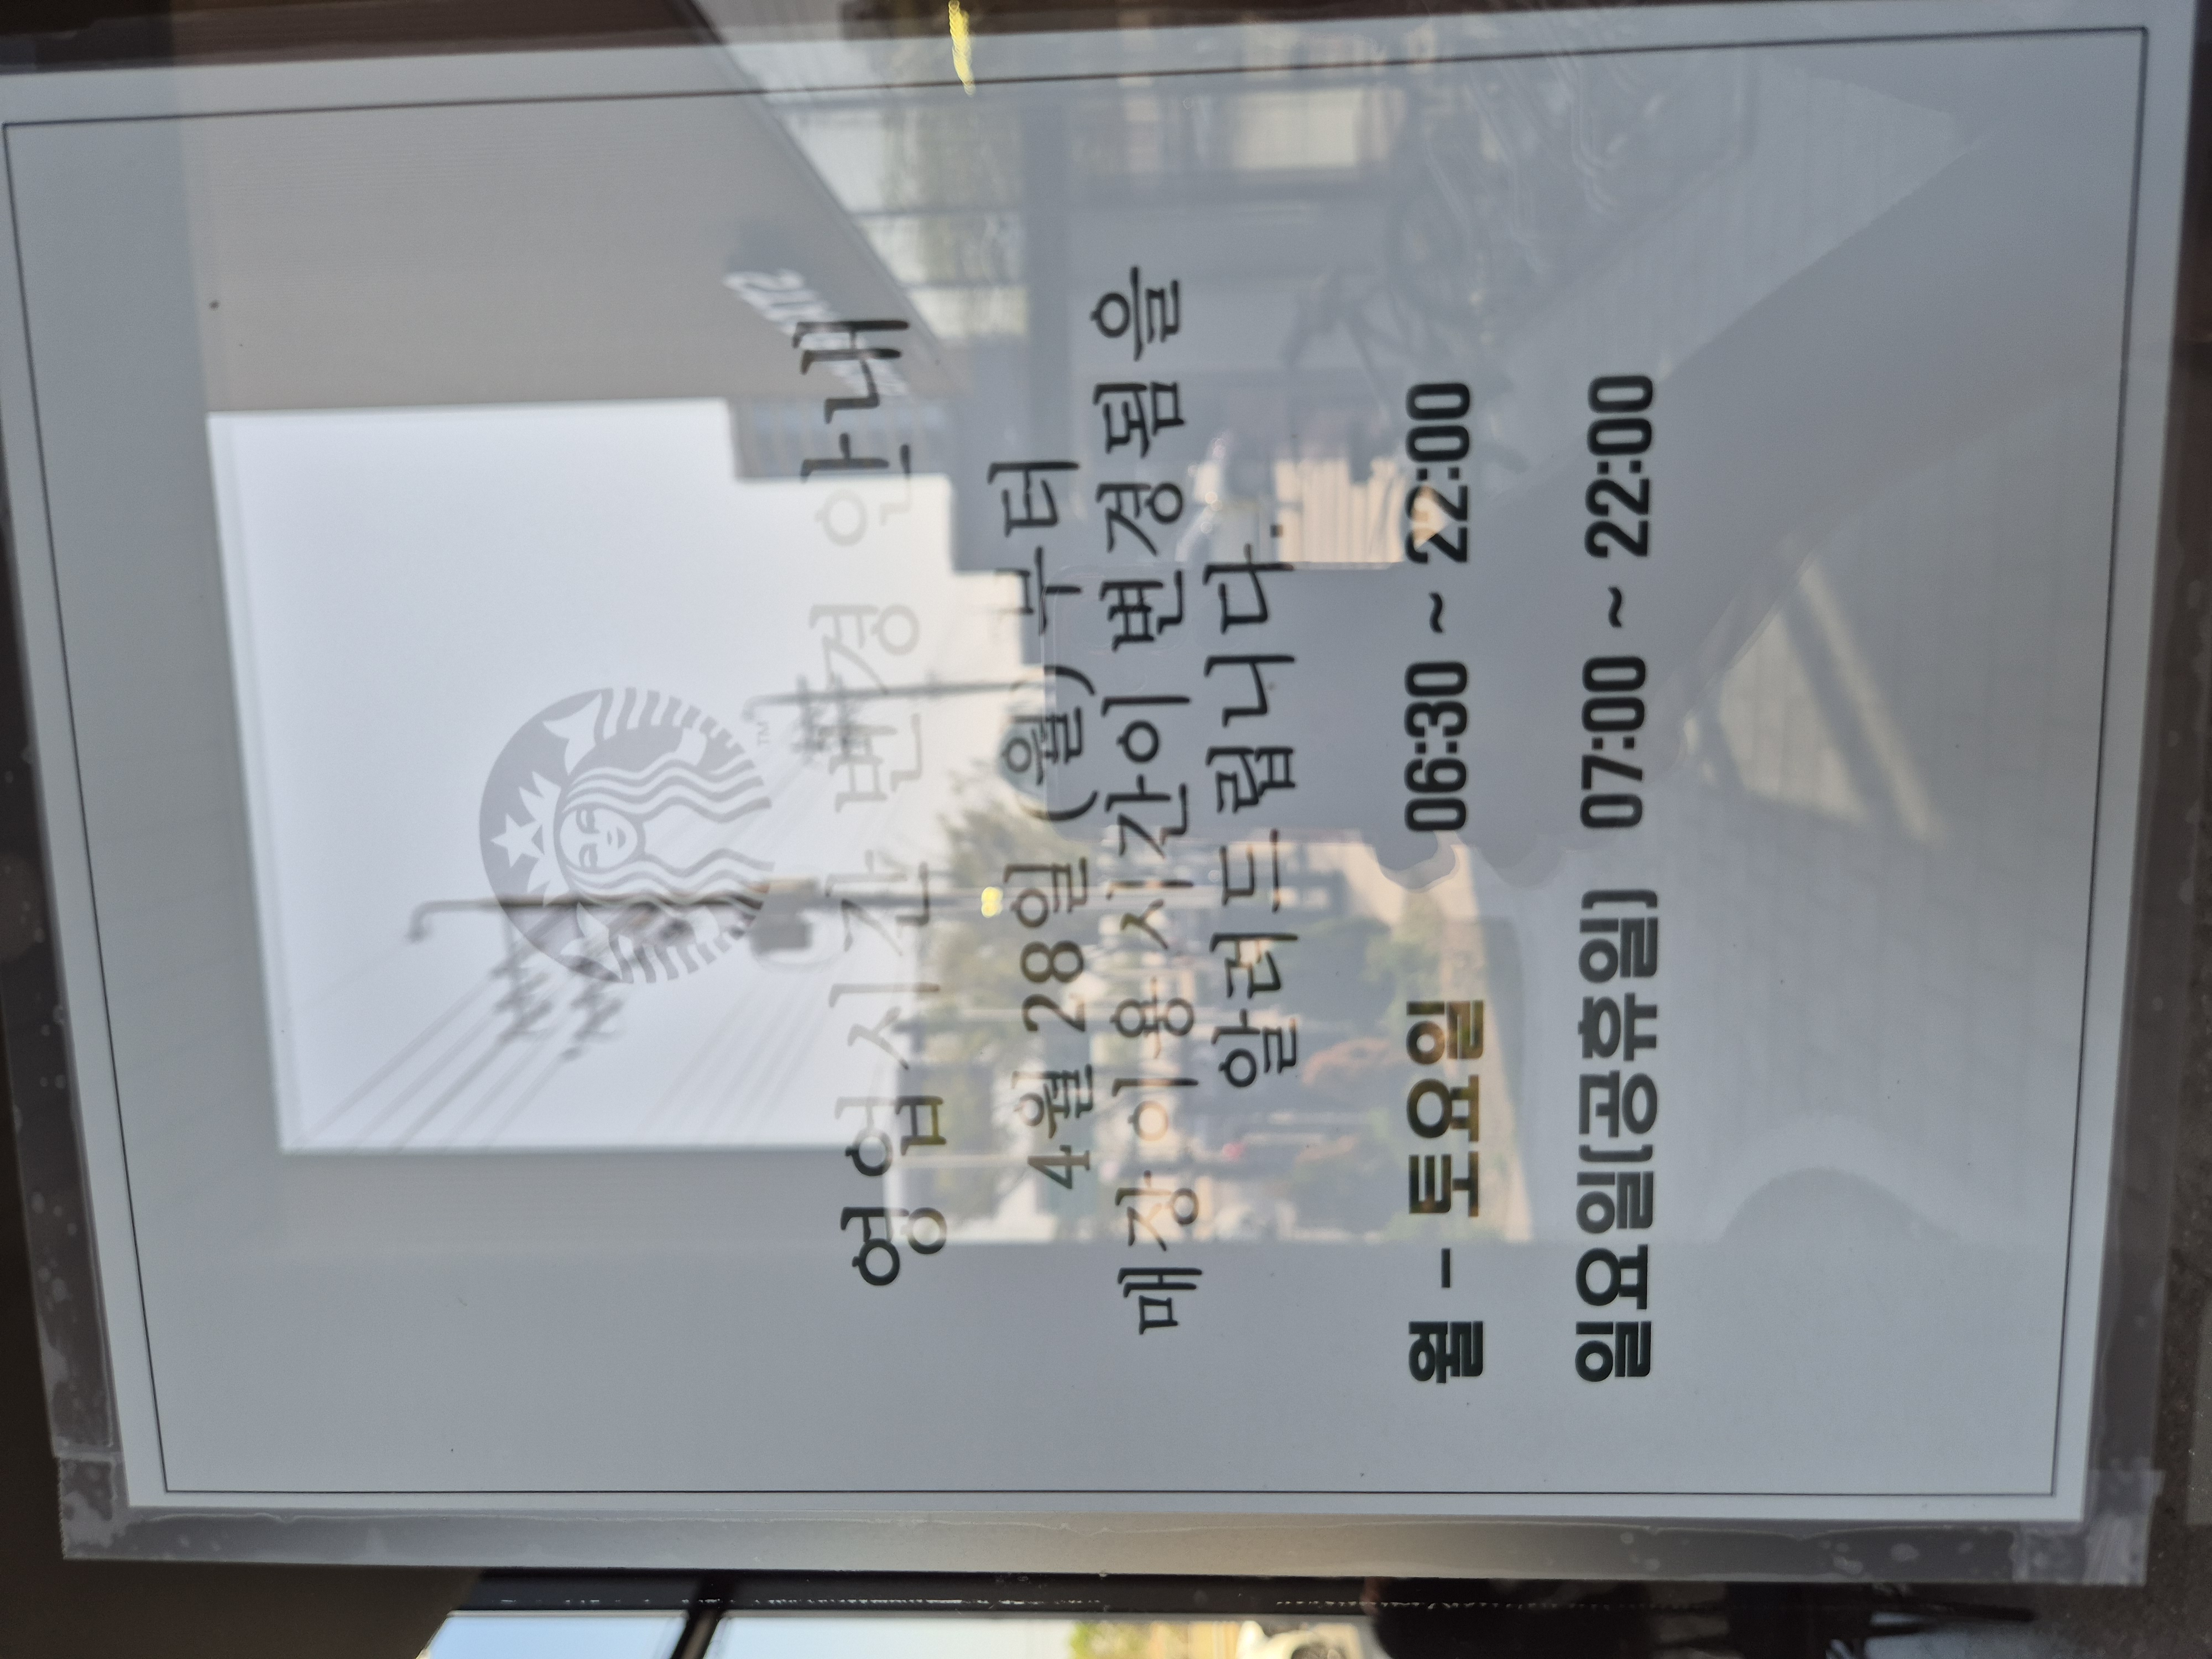 영업시간 변경 안내
4월 28일 (월) 부터
매장 이용시간이 변경됨을
알려드립니다.
월 - 토요일 06:30 ~ 22:00
일요일[공휴일] 07:00 ~ 22:00
TM